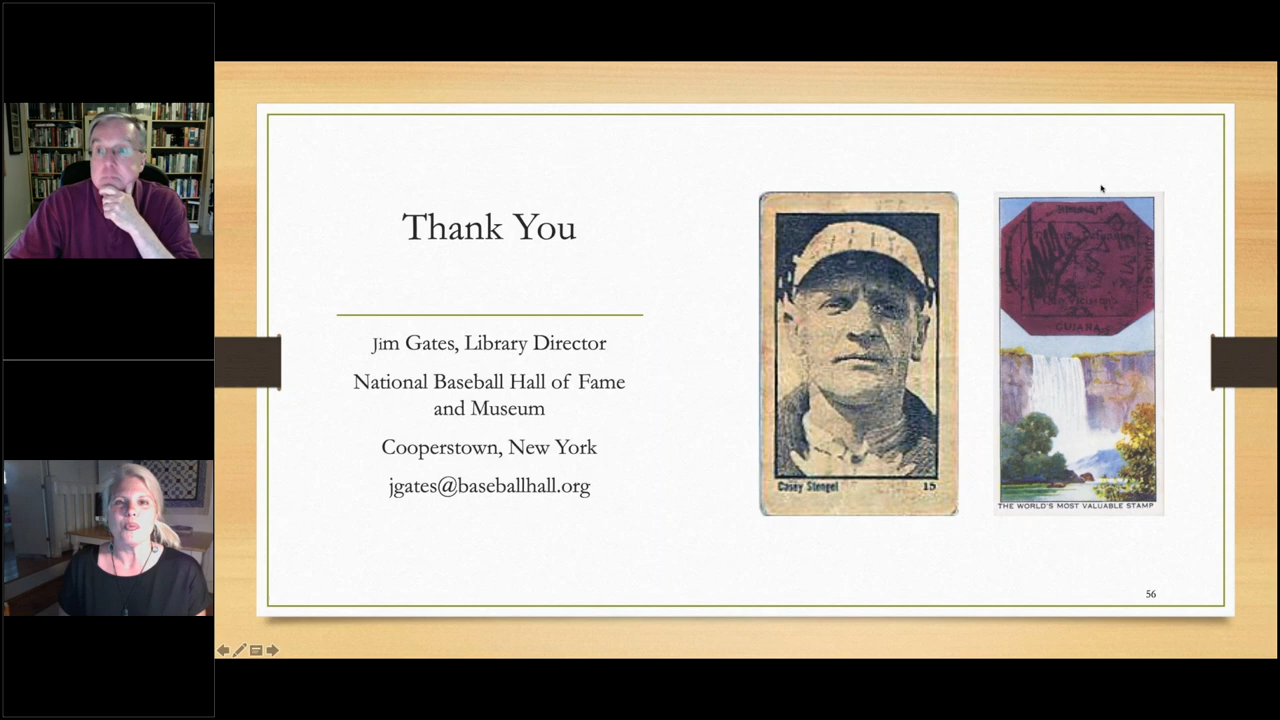 Thank You
Jim Gates, Library Director
National Baseball Hall of Fame
and Museum
Cooperstown, New York
jgates@baseballhall.org
Casey Stengel 15
GUIANA
THE WORLD'S MOST VALUABLE STAMP
56